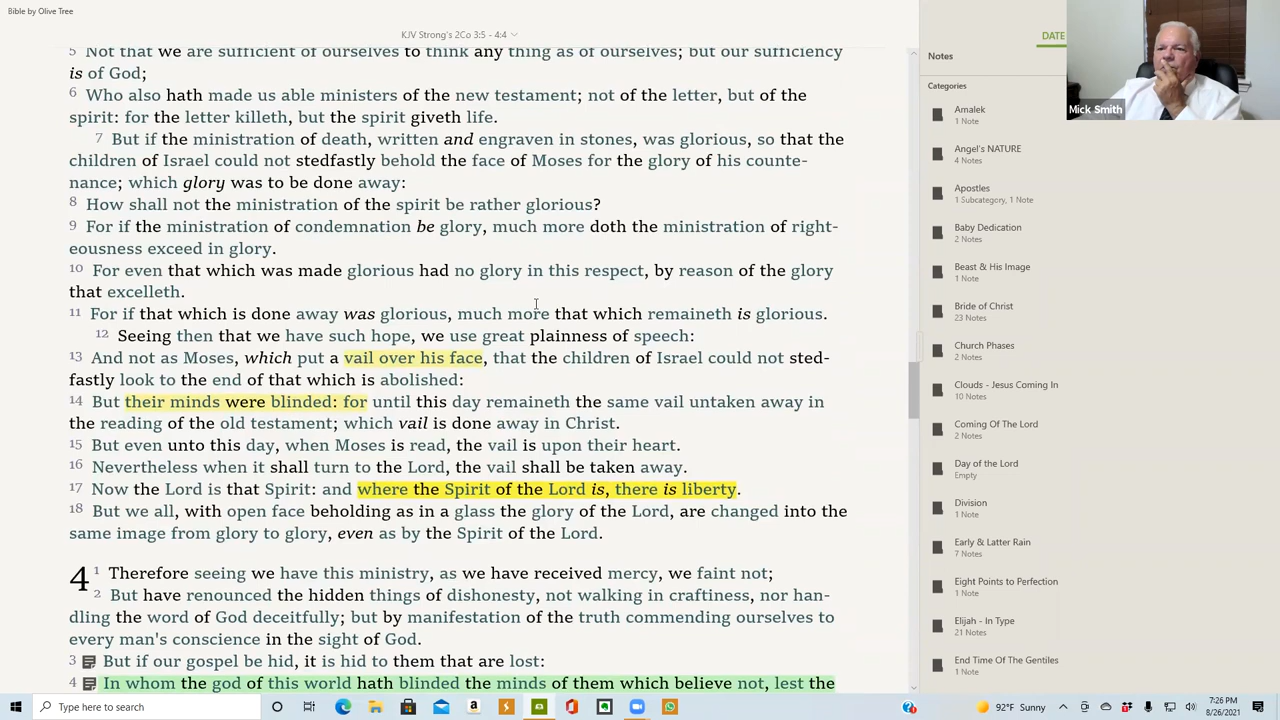 Bible by Olive Tree
KJV Strong's 2Co 3:5 - 4:4
5 Not that we are sufficient of ourselves to think any thing as of ourselves; but our sufficiency
is of God;
6 Who also hath made us able ministers of the new testament; not of the letter, but of the
spirit: for the letter killeth, but the spirit giveth life.
7 But if the ministration of death, written and engraven in stones, was glorious, so that the
children of Israel could not stedfastly behold the face of Moses for the glory of his counte-
nance; which glory was to be done away:
8 How shall not the ministration of the spirit be rather glorious?
9 For if the ministration of condemnation be glory, much more doth the ministration of right-
eousness exceed in glory.
10 For even that which was made glorious had no glory in this respect, by reason of the glory
that excelleth.
11 For if that which is done away was glorious, much more that which remaineth is glorious.
12 Seeing then that we have such hope, we use great plainness of speech:
13 And not as Moses, which put a vail over his face, that the children of Israel could not sted-
fastly look to the end of that which is abolished:
14 But their minds were blinded: for until this day remaineth the same vail untaken away in
the reading of the old testament; which vail is done away in Christ.
15 But even unto this day, when Moses is read, the vail is upon their heart.
16 Nevertheless when it shall turn to the Lord, the vail shall be taken away.
17 Now the Lord is that Spirit: and where the Spirit of the Lord is, there is liberty.
18 But we all, with open face beholding as in a glass the glory of the Lord, are changed into the
same image from glory to glory, even as by the Spirit of the Lord.
4 1 Therefore seeing we have this ministry, as we have received mercy, we faint not;
2 But have renounced the hidden things of dishonesty, not walking in craftiness, nor han-
dling the word of God deceitfully; but by manifestation of the truth commending ourselves to
every man's conscience in the sight of God.
3 But if our gospel be hid, it is hid to them that are lost:
4 In whom the god of this world hath blinded the minds of them which believe not, lest the
DATE
Notes
Categories
Amalek
1 Note
Angel's NATURE
4 Notes
Apostles
1 Subcategory, 1 Note
Baby Dedication
2 Notes
Beast & His Image
1 Note
Bride of Christ
23 Notes
Church Phases
2 Notes
Clouds - Jesus Coming In
10 Notes
Coming Of The Lord
2 Notes
Day of the Lord
Empty
Division
1 Note
Early & Latter Rain
7 Notes
Eight Points to Perfection
1 Note
Elijah - In Type
21 Notes
End Time Of The Gentiles
1 Note
Mick Smith
Type here to search
92°F Sunny
7:26 PM
8/26/2021